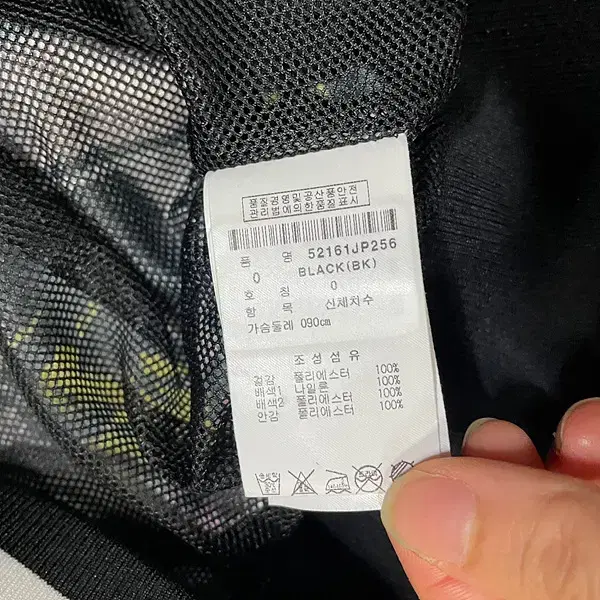 품질경영및공산품안전
관리법에의한품질표시
품 명 52161JP256
0 BLACK(BK)
호 칭 0
항 목 신체치수
가슴둘레 090cm
조성섬유
겉감 폴리에스터 100%
배색1 나일론 100%
배색2 폴리에스터 100%
안감 폴리에스터 100%